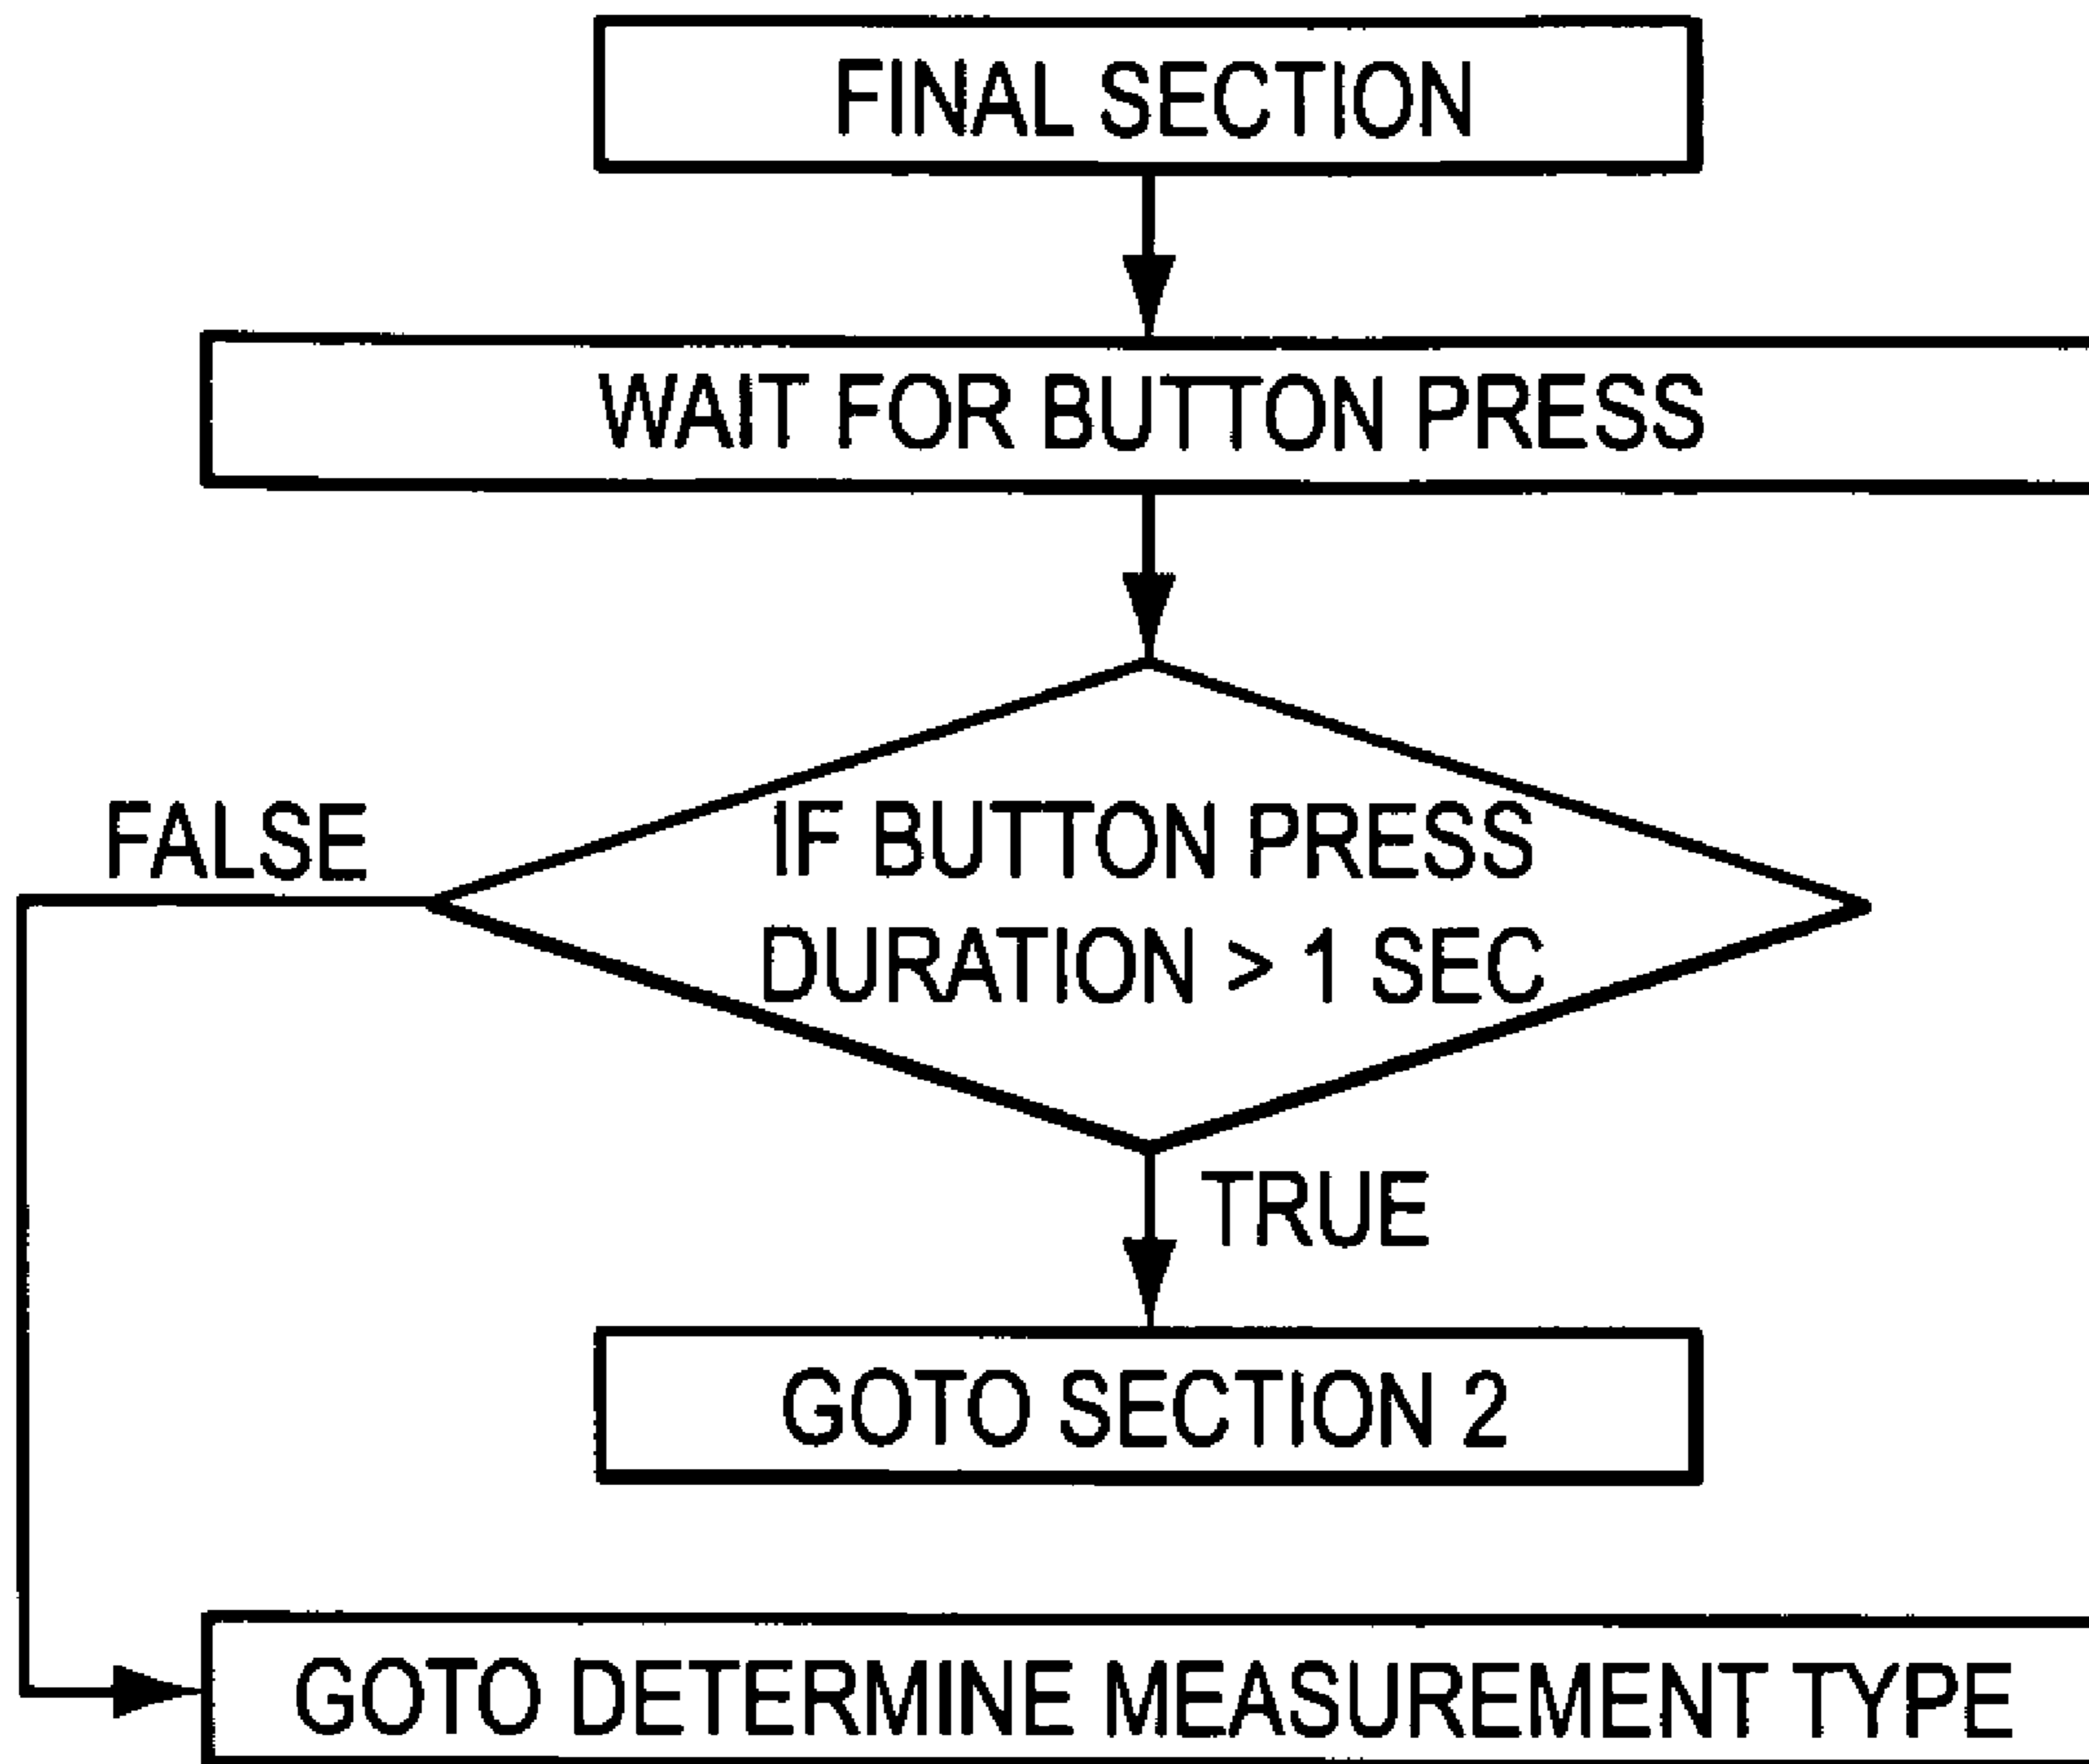 FINAL SECTION
WAIT FOR BUTTON PRESS
IF BUTTON PRESS
DURATION > 1 SEC
FALSE
TRUE
GOTO SECTION 2
GOTO DETERMINE MEASUREMENT TYPE